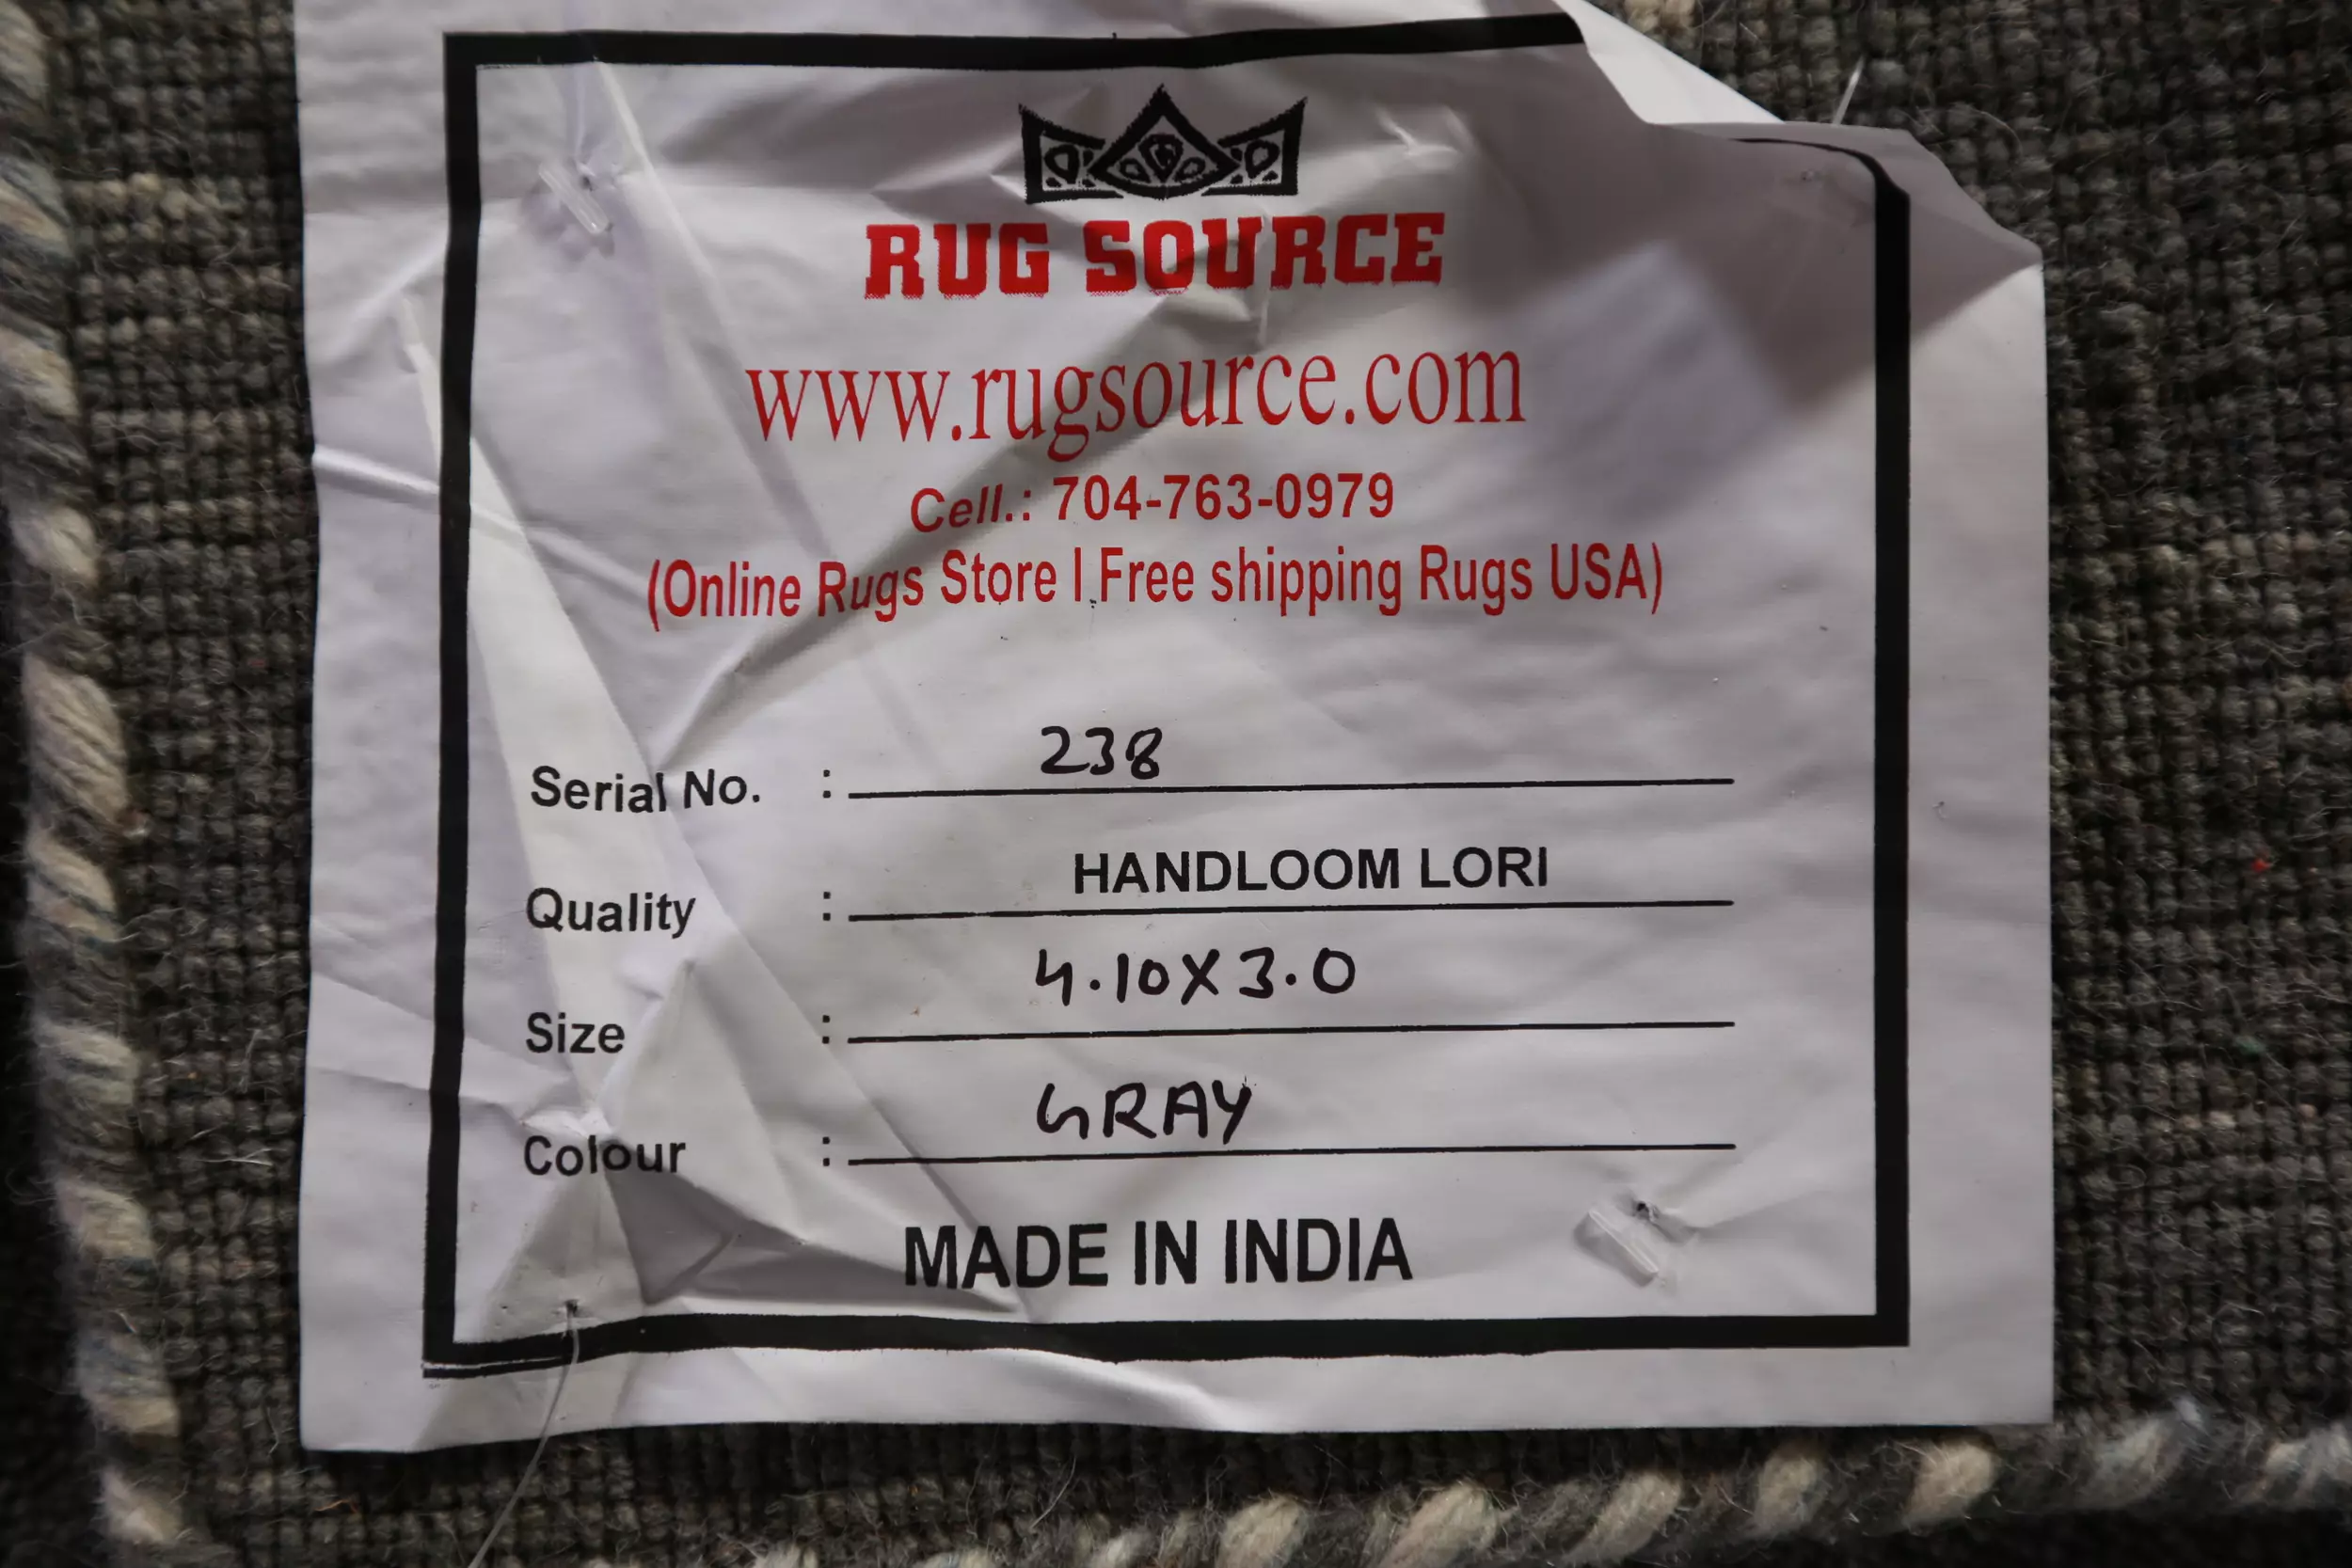 RUG SOURCE
www.rugsource.com
Cell.: 704-763-0979
(Online Rugs Store | Free shipping Rugs USA)
Serial No. : 238
Quality : HANDLOOM LORI
Size : 4.10X3.0
Colour : GRAY
MADE IN INDIA